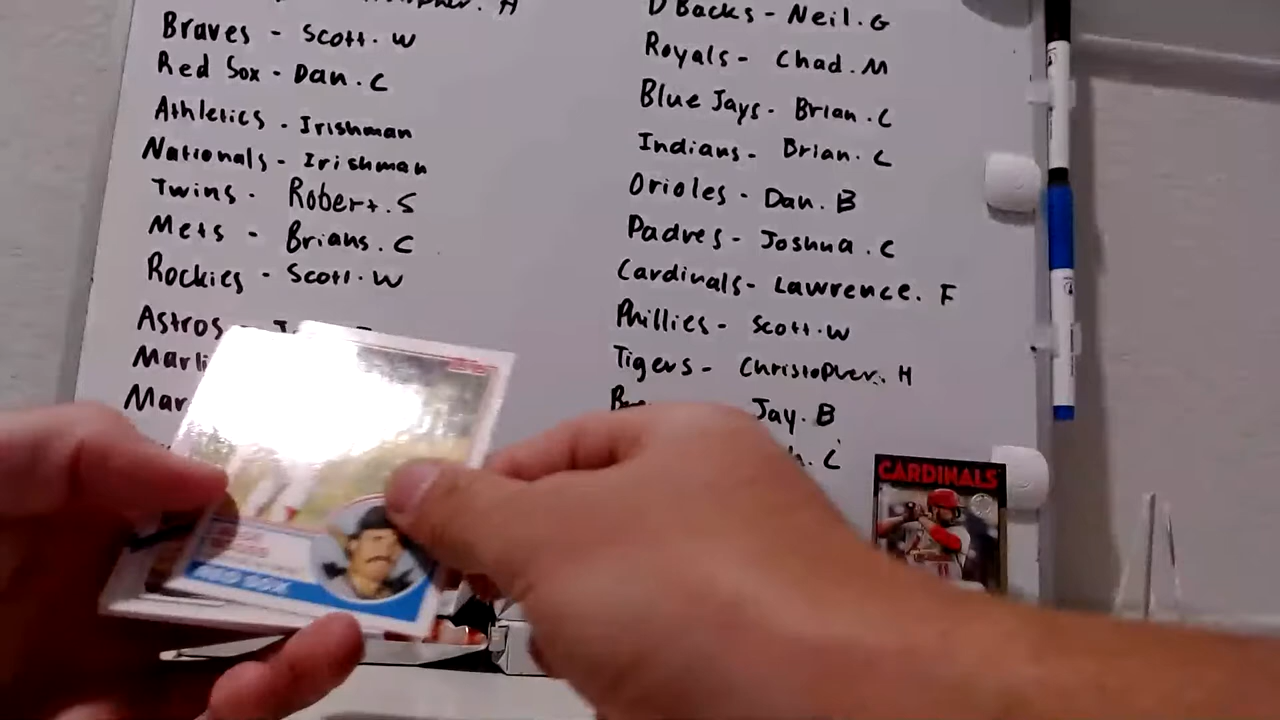 Braves - Scott. W
Red Sox - Dan. C
Athletics - Irishman
Nationals - Irishman
Twins - Robert. S
Mets - Brians. C
Rockies - Scott. W
Astros -
Marli
Mar
D Backs - Neil. G
Royals - Chad. M
Blue Jays - Brian. C
Indians - Brian. C
Orioles - Dan. B
Padres - Joshua. C
Cardinals - Lawrence. F
Phillies - Scott. W
Tigers - Christopher. H
Jay. B
CARDINALS
RED SOX